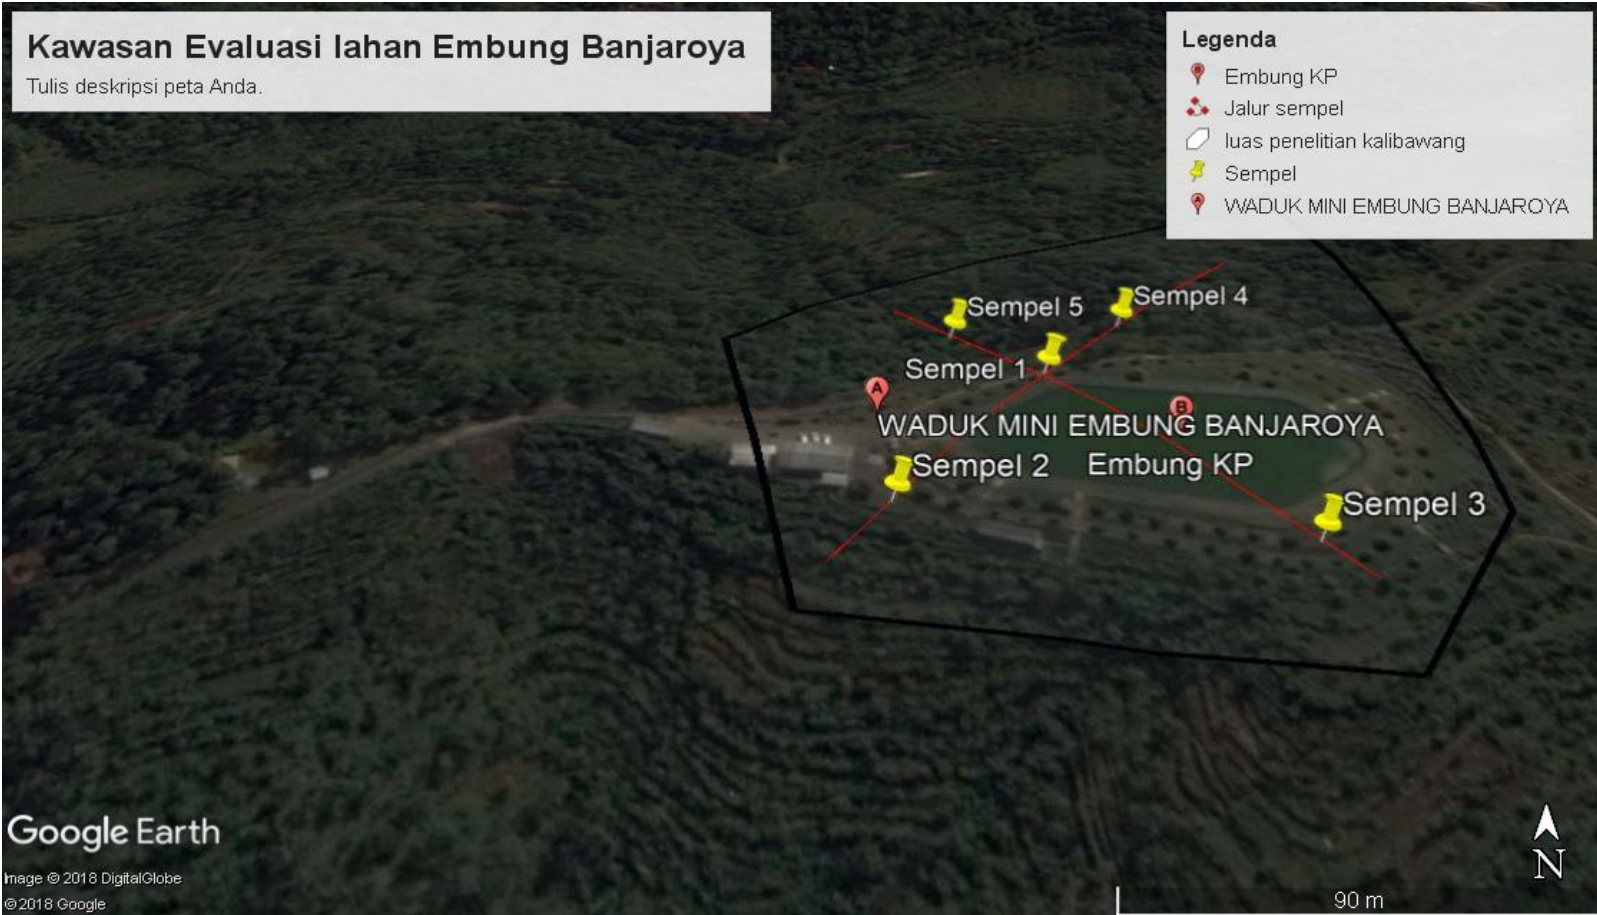 Kawasan Evaluasi lahan Embung Banjaroya
Tulis deskripsi peta Anda.
Legenda
Embung KP
Jalur sempel
luas penelitian kalibawang
Sempel
WADUK MINI EMBUNG BANJAROYA
Sempel 5
Sempel 4
Sempel 1
A
B
WADUK MINI EMBUNG BANJAROYA
Sempel 2
Embung KP
Sempel 3
Google Earth
Image © 2018 DigitalGlobe
© 2018 Google
N
90 m